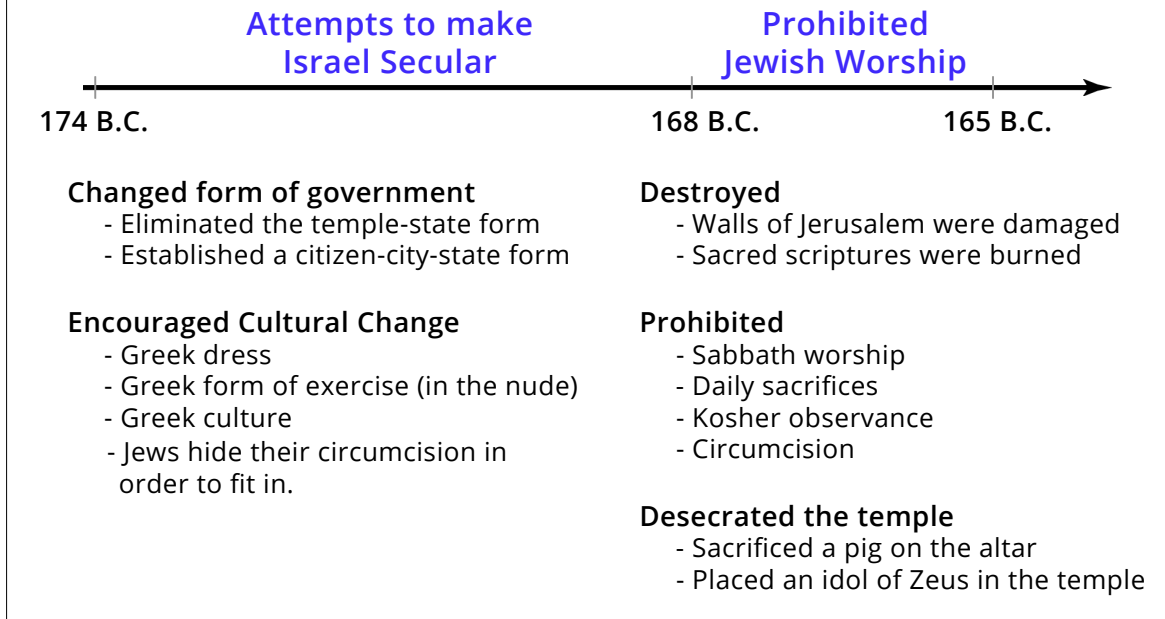 Attempts to make
Israel Secular
Prohibited
Jewish Worship
174 B.C.
168 B.C.
165 B.C.
Changed form of government
- Eliminated the temple-state form
- Established a citizen-city-state form
Encouraged Cultural Change
- Greek dress
- Greek form of exercise (in the nude)
- Greek culture
- Jews hide their circumcision in
order to fit in.
Destroyed
- Walls of Jerusalem were damaged
- Sacred scriptures were burned
Prohibited
- Sabbath worship
- Daily sacrifices
- Kosher observance
- Circumcision
Desecrated the temple
- Sacrificed a pig on the altar
- Placed an idol of Zeus in the temple